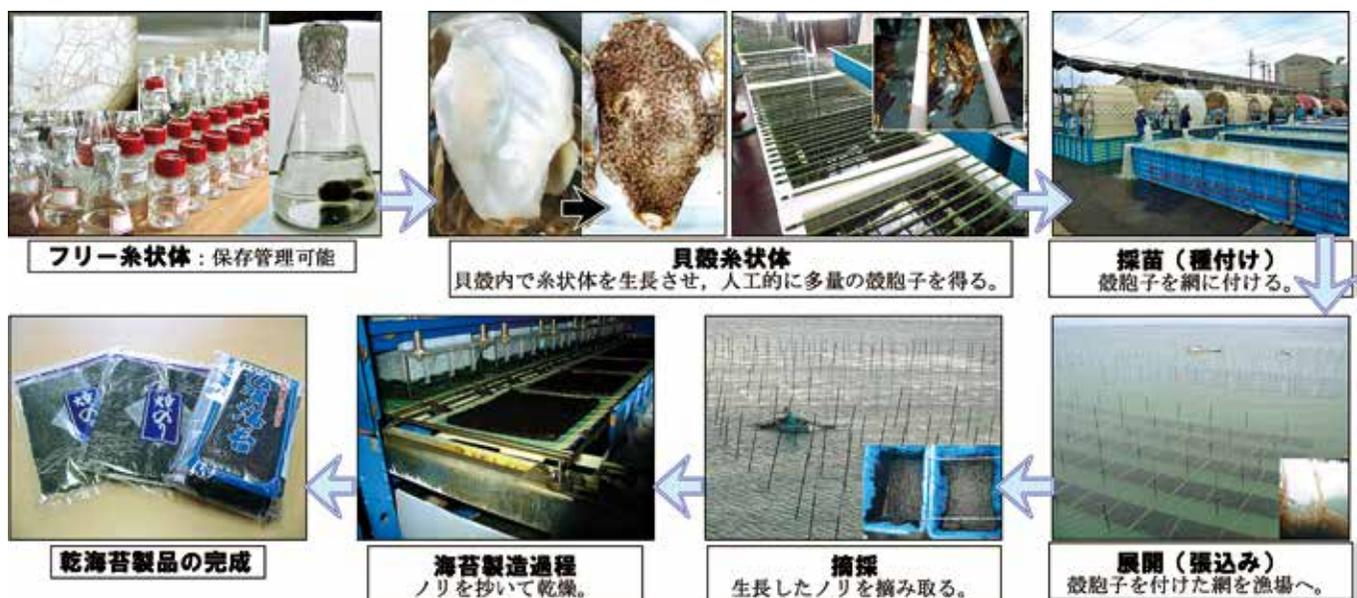 フリー糸状体：保存管理可能
貝殻糸状体
貝殻内で糸状体を生長させ，人工的に多量の殻胞子を得る。
採苗（種付け）
殻胞子を網に付ける。
展開（張込み）
殻胞子を付けた網を漁場へ。
摘採
生長したノリを摘み取る。
海苔製造過程
ノリを抄いて乾燥。
乾海苔製品の完成
焼のり
焼のり